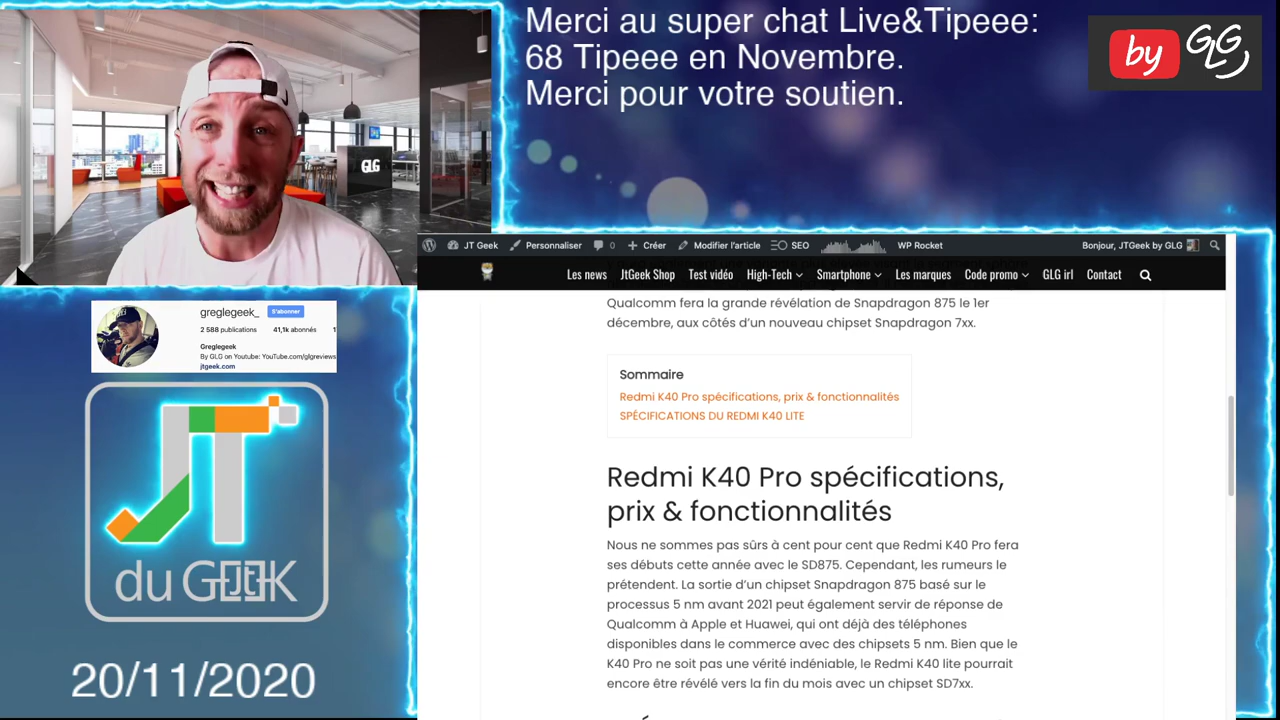 Merci au super chat Live&Tipeee:
68 Tipeee en Novembre.
Merci pour votre soutien.
by GLG
GLG
JT Geek Personnaliser 0 Créer Modifier l'article SEO WP Rocket Bonjour, JTGeek by GLG
Les news JtGeek Shop Test vidéo High-Tech Smartphone Les marques Code promo GLG irl Contact
Qualcomm fera la grande révélation de Snapdragon 875 le 1er
décembre, aux côtés d'un nouveau chipset Snapdragon 7xx.
Sommaire
Redmi K40 Pro spécifications, prix & fonctionnalités
SPÉCIFICATIONS DU REDMI K40 LITE
Redmi K40 Pro spécifications,
prix & fonctionnalités
Nous ne sommes pas sûrs à cent pour cent que Redmi K40 Pro fera
ses débuts cette année avec le SD875. Cependant, les rumeurs le
prétendent. La sortie d'un chipset Snapdragon 875 basé sur le
processus 5 nm avant 2021 peut également servir de réponse de
Qualcomm à Apple et Huawei, qui ont déjà des téléphones
disponibles dans le commerce avec des chipsets 5 nm. Bien que le
K40 Pro ne soit pas une vérité indéniable, le Redmi K40 lite pourrait
encore être révélé vers la fin du mois avec un chipset SD7xx.
greglegeek_ S'abonner
2 588 publications 41,1k abonnés 1
Greglegeek
By GLG on Youtube: YouTube.com/glgreviews
jtgeek.com
JT
du GEEK
20/11/2020